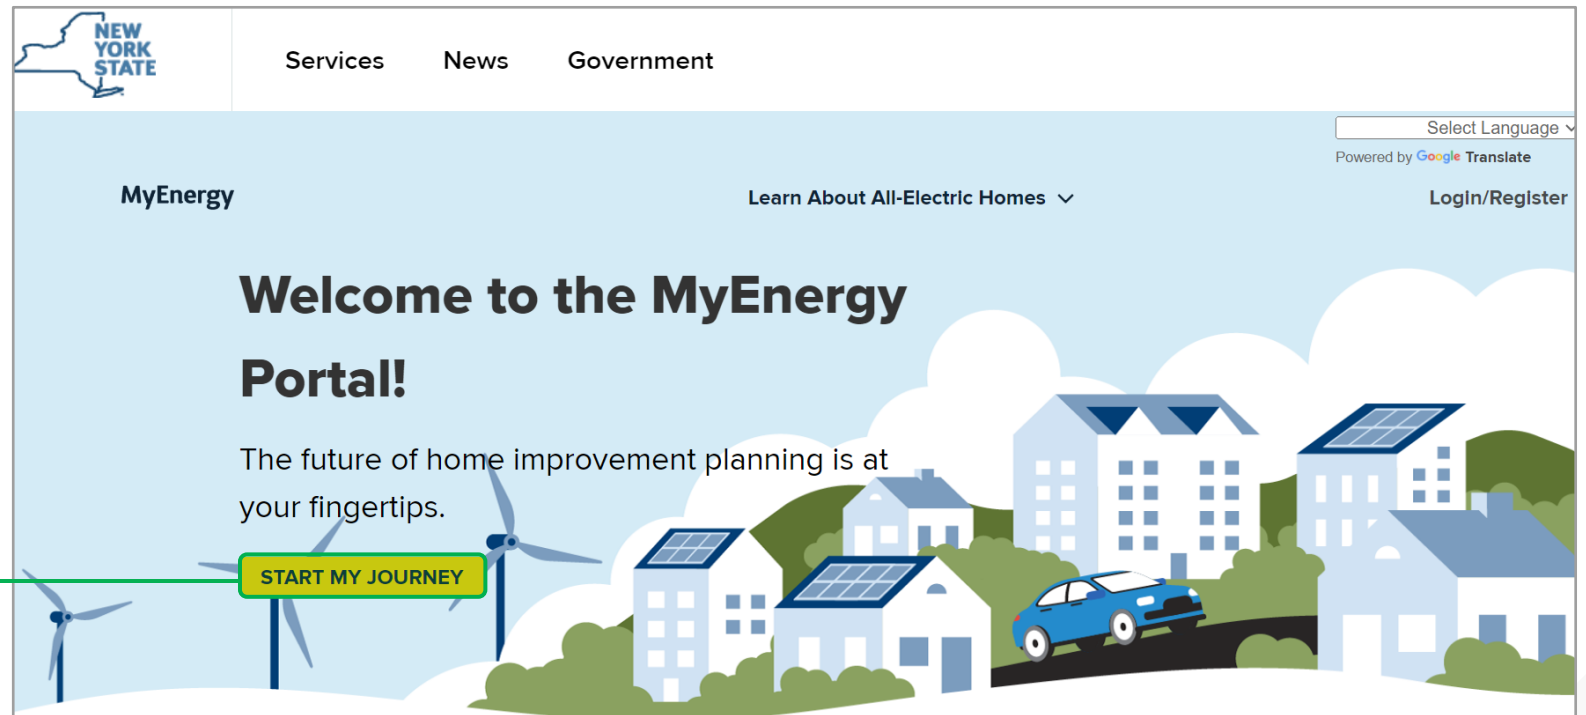 NEW
YORK
STATE
Services
News
Government
Select Language
Powered by Google Translate
MyEnergy
Learn About All-Electric Homes
Login/Register
Welcome to the MyEnergy
Portal!
The future of home improvement planning is at
your fingertips.
START MY JOURNEY